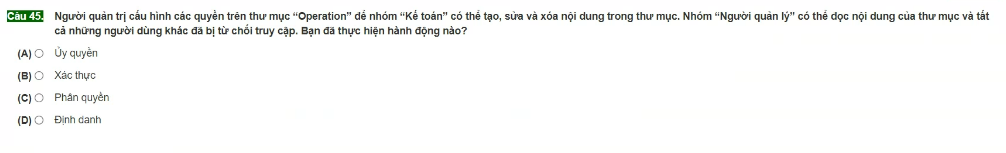 Câu 45. Người quản trị cấu hình các quyền trên thư mục “Operation” để nhóm “Kế toán” có thể tạo, sửa và xóa nội dung trong thư mục. Nhóm “Người quản lý” có thể đọc nội dung của thư mục và tất
cả những người dùng khác đã bị từ chối truy cập. Bạn đã thực hiện hành động nào?
(A) Ủy quyền
(B) Xác thực
(C) Phân quyền
(D) Định danh